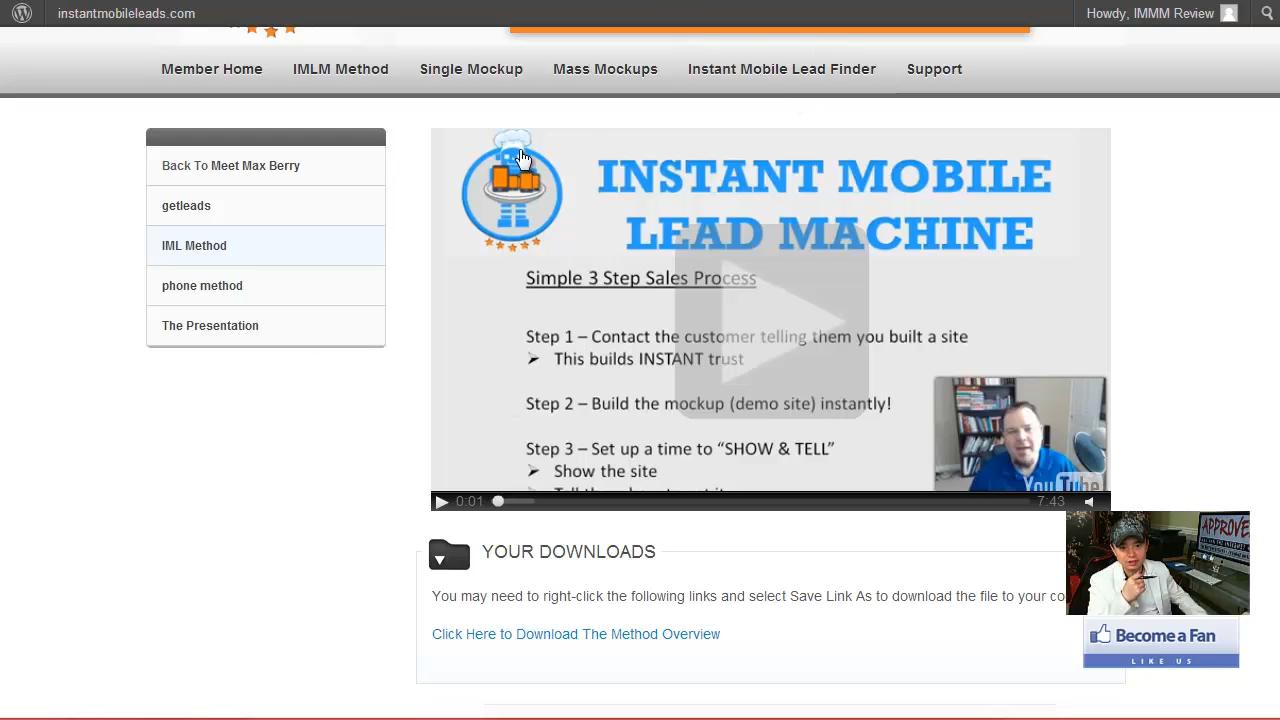 instantmobileleads.com
Howdy, IMMM Review
Member Home
IMLM Method
Single Mockup
Mass Mockups
Instant Mobile Lead Finder
Support
Back To Meet Max Berry
getleads
IML Method
phone method
The Presentation
INSTANT MOBILE
LEAD MACHINE
Simple 3 Step Sales Process
Step 1 – Contact the customer telling them you built a site
➢ This builds INSTANT trust
Step 2 – Build the mockup (demo site) instantly!
Step 3 – Set up a time to “SHOW & TELL”
➢ Show the site
YouTube
0:01
7:43
YOUR DOWNLOADS
You may need to right-click the following links and select Save Link As to download the file to your co
Click Here to Download The Method Overview
APPROVE
Become a Fan
LIKE US